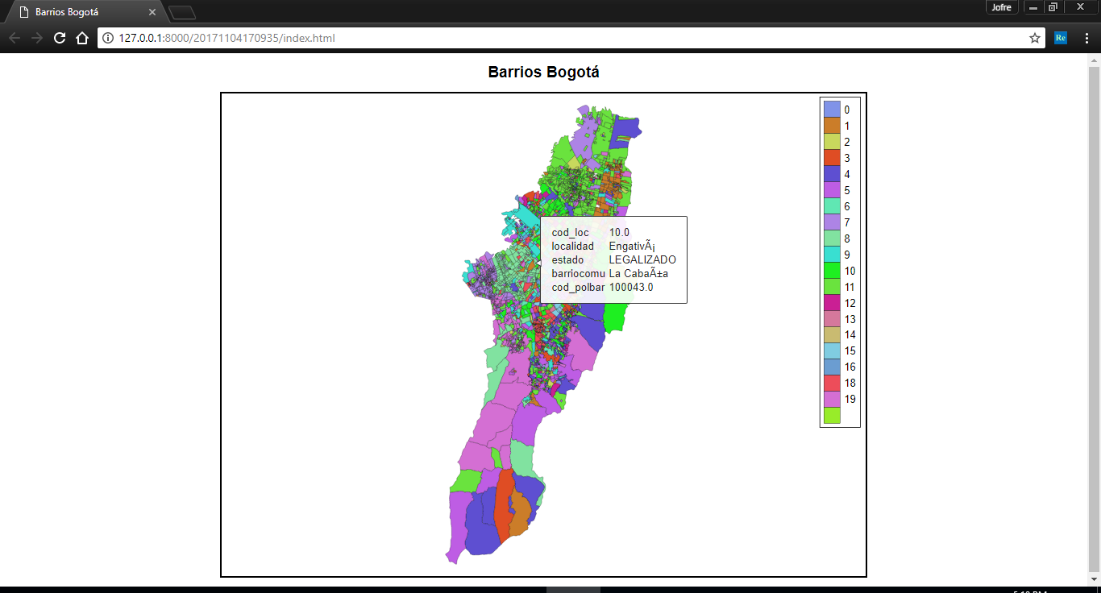 Barrios Bogotá
Jofre
127.0.0.1:8000/20171104170935/index.html
Re
Barrios Bogotá
cod_loc 10.0
localidad EngativÃ¡
estado LEGALIZADO
barriocomu La CabaÃ±a
cod_polbar 100043.0
0
1
2
3
4
5
6
7
8
9
10
11
12
13
14
15
16
18
19